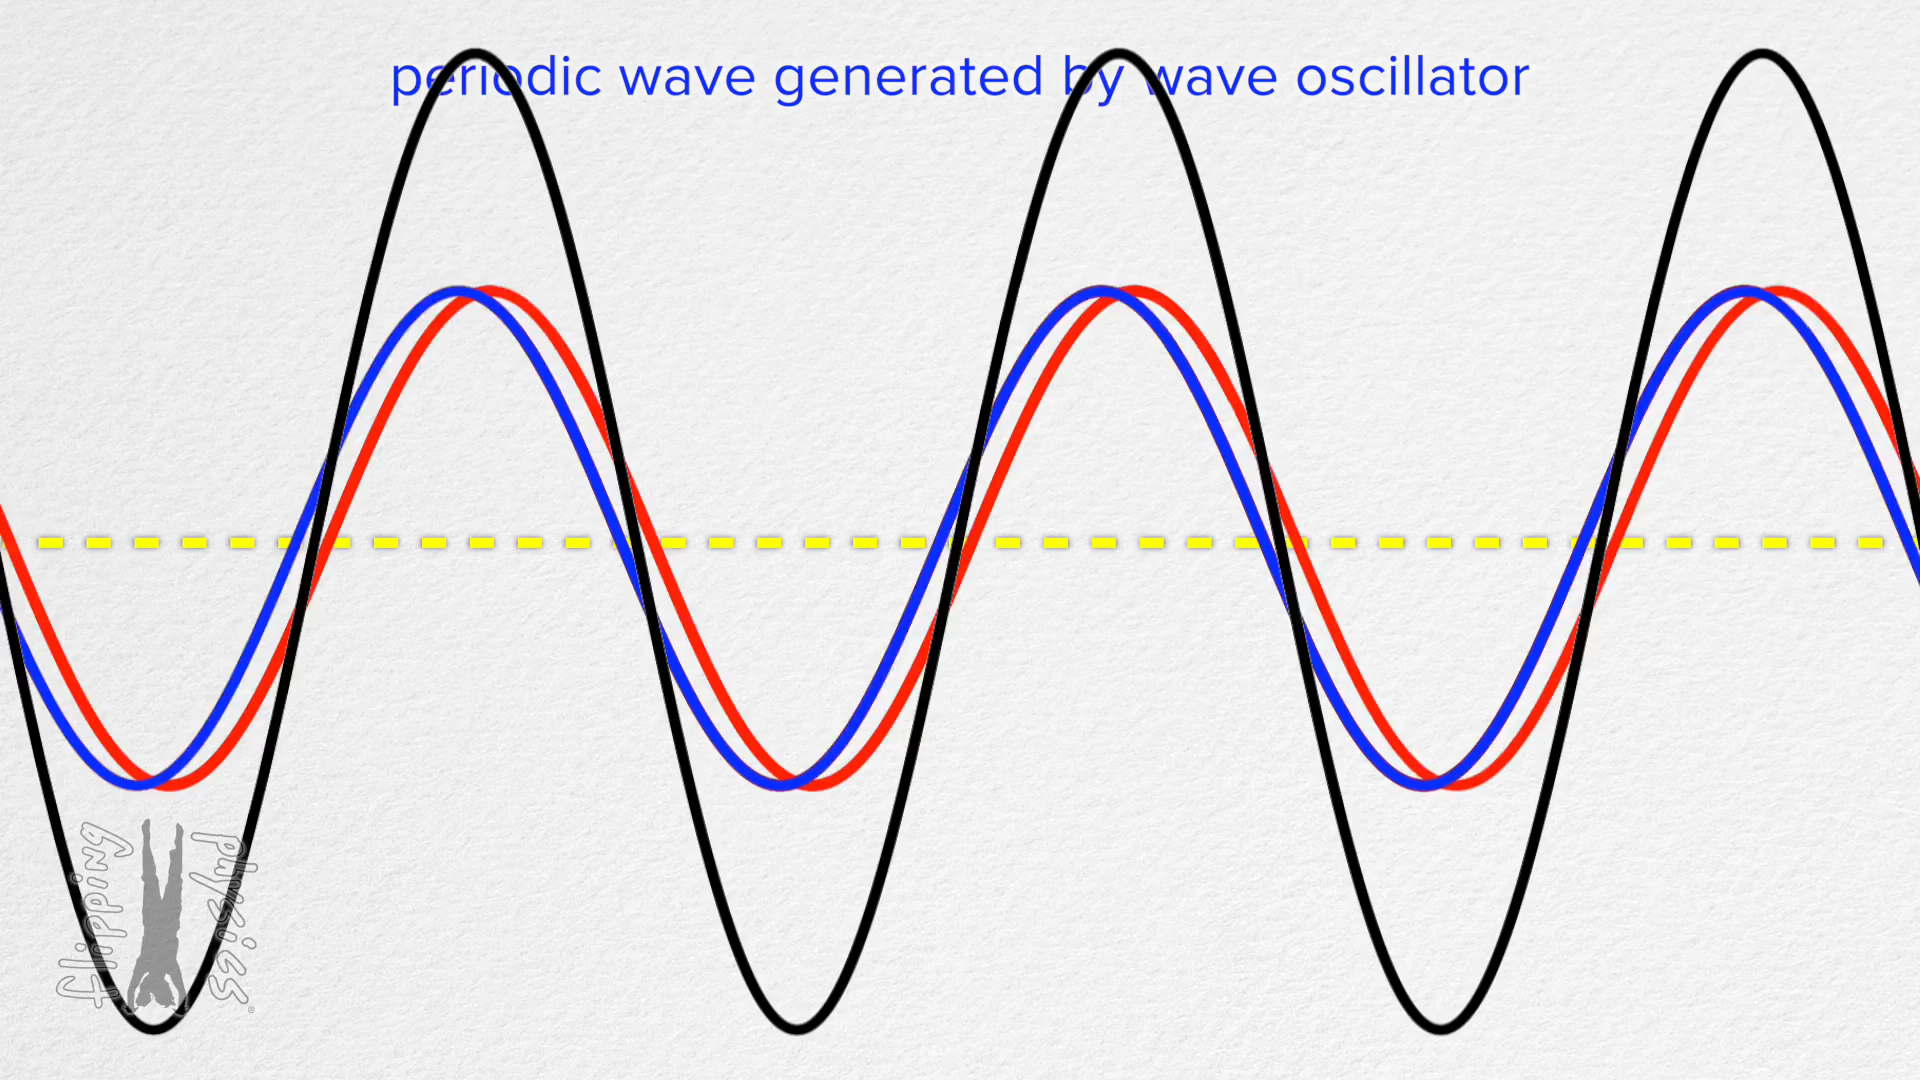 periodic wave generated by wave oscillator
flipping
physics